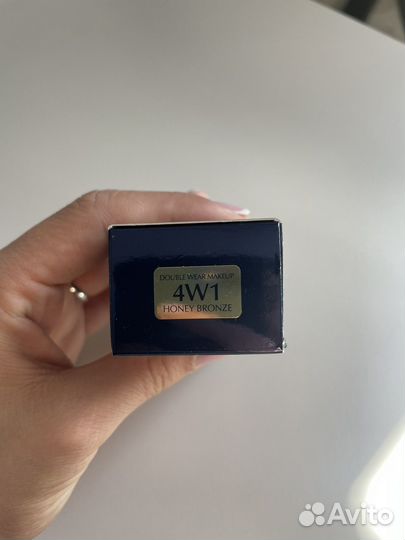 DOUBLE WEAR MAKEUP
4W1
HONEY BRONZE
Avito